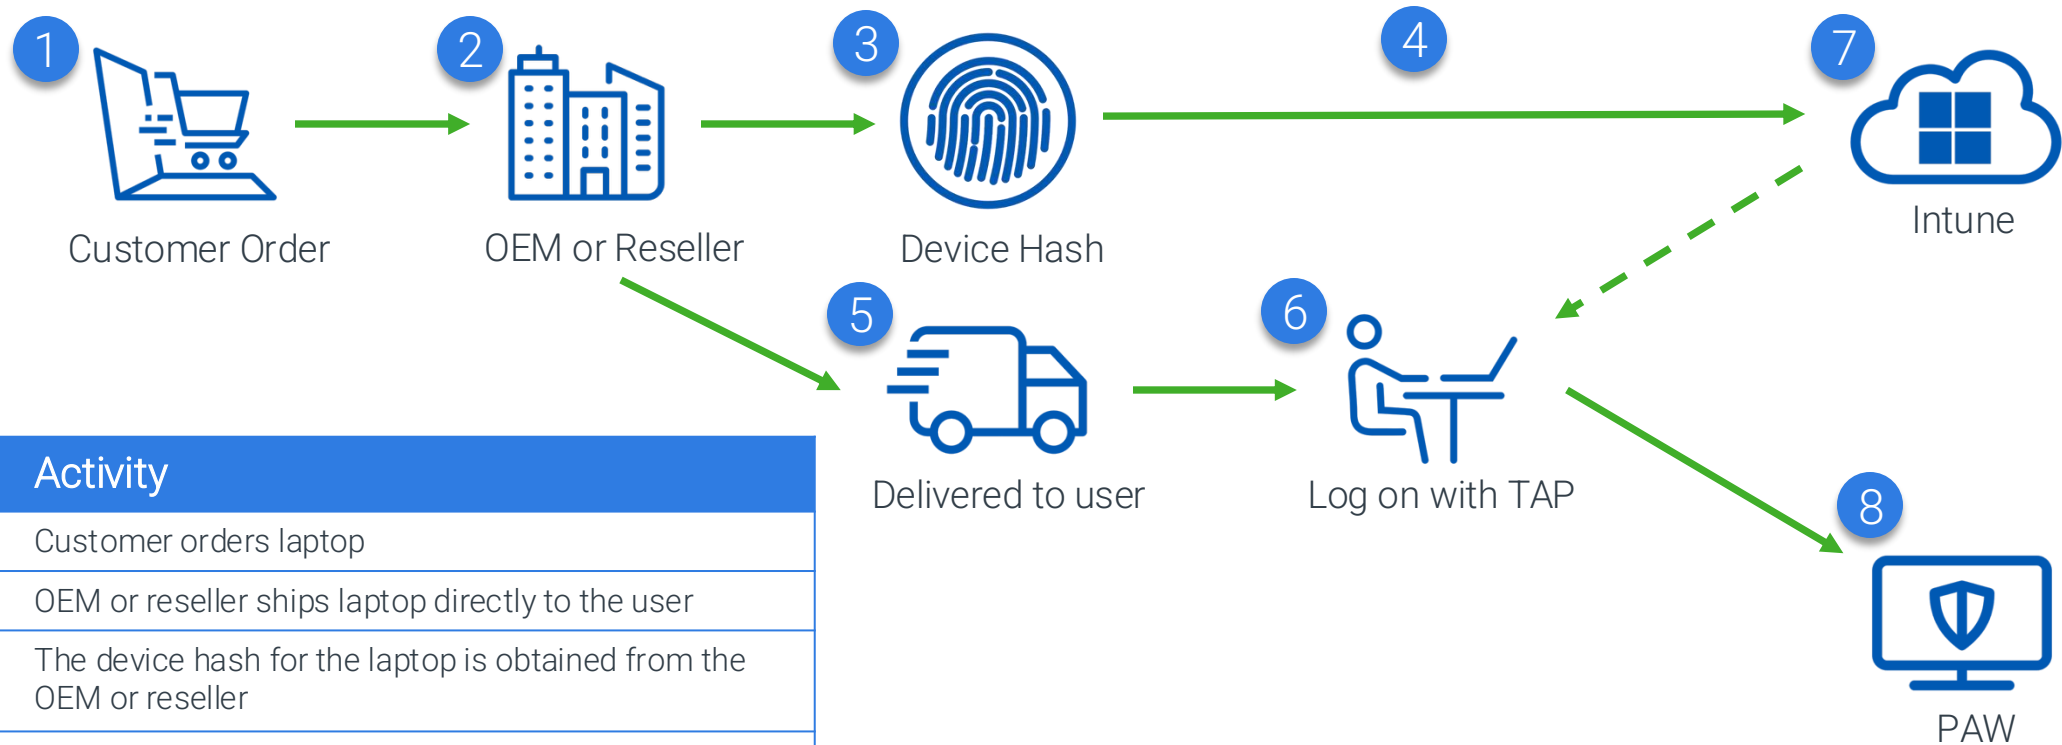 1
2
3
4
7
Customer Order
OEM or Reseller
Device Hash
Intune
5
6
Delivered to user
Log on with TAP
8
PAW
Activity
Customer orders laptop
OEM or reseller ships laptop directly to the user
The device hash for the laptop is obtained from the
OEM or reseller